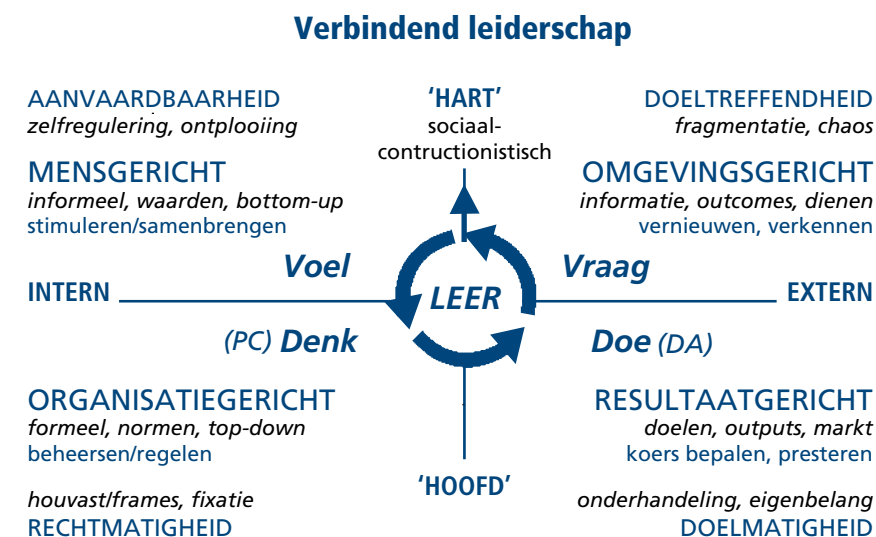 Verbindend leiderschap
AANVAARDBAARHEID
zelfregulering, ontplooiing
MENSGERICHT
informeel, waarden, bottom-up
stimuleren/samenbrengen
'HART'
sociaal-
contructionistisch
DOELTREFFENDHEID
fragmentatie, chaos
OMGEVINGSGERICHT
informatie, outcomes, dienen
vernieuwen, verkennen
Voel
Vraag
INTERN
LEER
EXTERN
(PC) Denk
Doe (DA)
ORGANISATIEGERICHT
formeel, normen, top-down
beheersen/regelen
houvast/frames, fixatie
RECHTMATIGHEID
'HOOFD'
RESULTAATGERICHT
doelen, outputs, markt
koers bepalen, presteren
onderhandeling, eigenbelang
DOELMATIGHEID